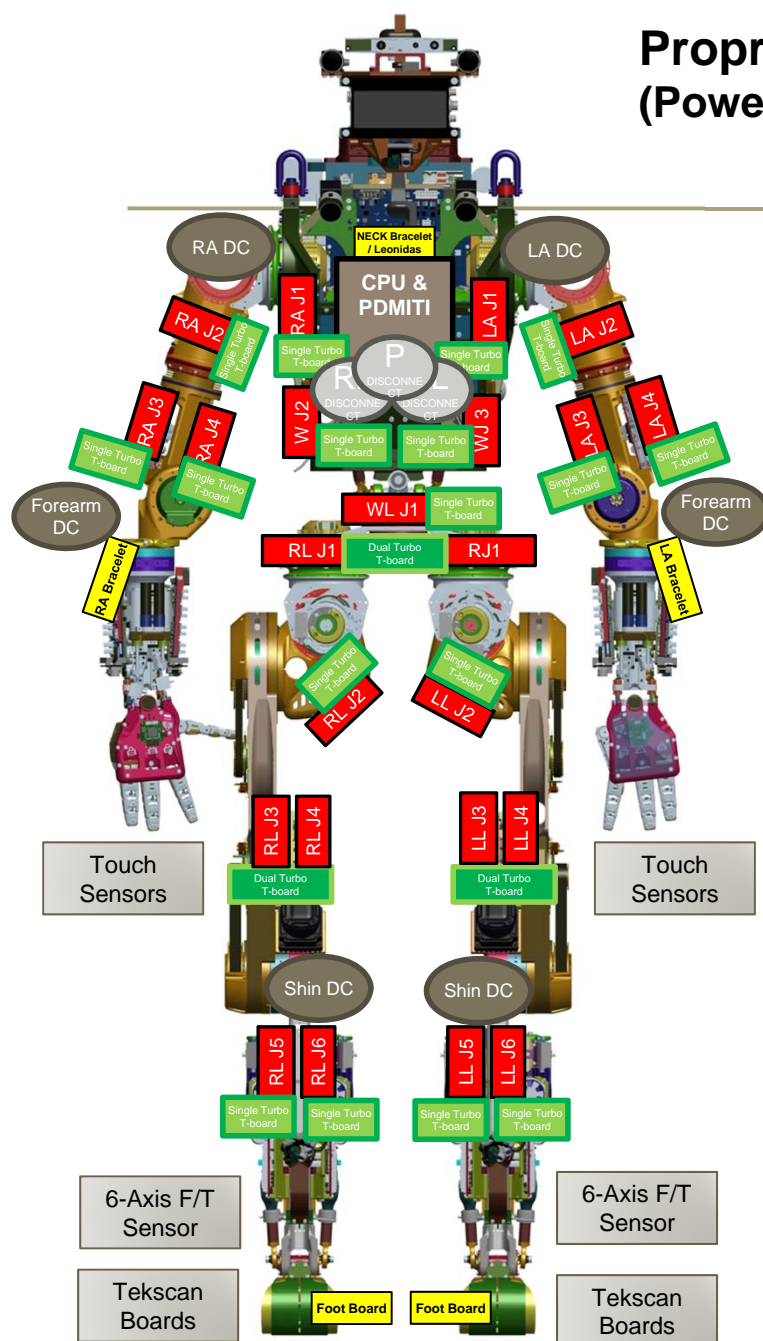 Propr
(Powe
NECK Bracelet
/ Leonidas
RA DC
LA DC
CPU &
PDMITI
RA J1
LA J1
RA J2
LA J2
Single Turbo
T-board
Single Turbo
T-board
Single Turbo
T-board
Single Turbo
T-board
P
DISCONNE
CT
R
DISCONNE
CT
L
DISCONNE
CT
RA J3
RA J4
W J2
WJ 3
LA J3
LA J4
Single Turbo
T-board
Single Turbo
T-board
Single Turbo
T-board
Single Turbo
T-board
Single Turbo
T-board
Single Turbo
T-board
Forearm
DC
WL J1
Single Turbo
T-board
Forearm
DC
RL J1
Dual Turbo
T-board
RJ1
RA Bracelet
LA Bracelet
Single Turbo
T-board
RL J2
Single Turbo
T-board
LL J2
RL J3
RL J4
LL J3
LL J4
Touch
Sensors
Dual Turbo
T-board
Dual Turbo
T-board
Touch
Sensors
Shin DC
Shin DC
RL J5
RL J6
LL J5
LL J6
Single Turbo
T-board
Single Turbo
T-board
Single Turbo
T-board
Single Turbo
T-board
6-Axis F/T
Sensor
6-Axis F/T
Sensor
Tekscan
Boards
Foot Board
Foot Board
Tekscan
Boards